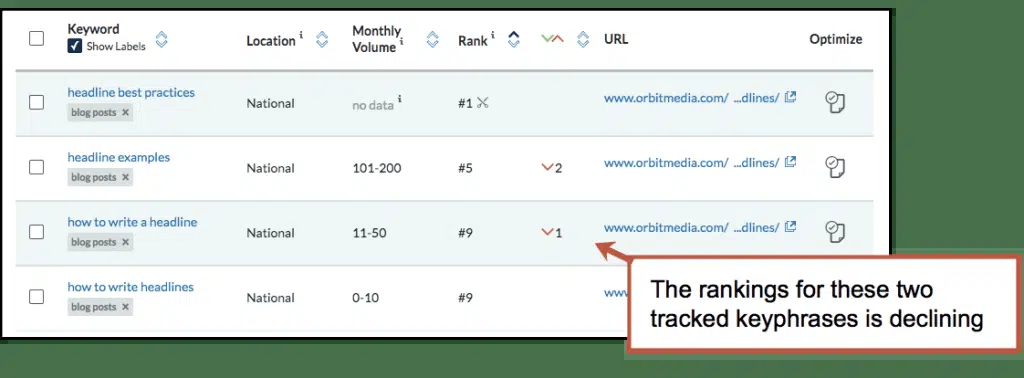 Keyword
Show Labels
Location i
Monthly
Volume i
Rank i
URL
Optimize
headline best practices
blog posts x
National
no data i
#1
www.orbitmedia.com/ ...dlines/
headline examples
blog posts x
National
101-200
#5
2
www.orbitmedia.com/ ...dlines/
how to write a headline
blog posts x
National
11-50
#9
1
www.orbitmedia.com/ ...dlines/
how to write headlines
blog posts x
National
0-10
#9
The rankings for these two
tracked keyphrases is declining